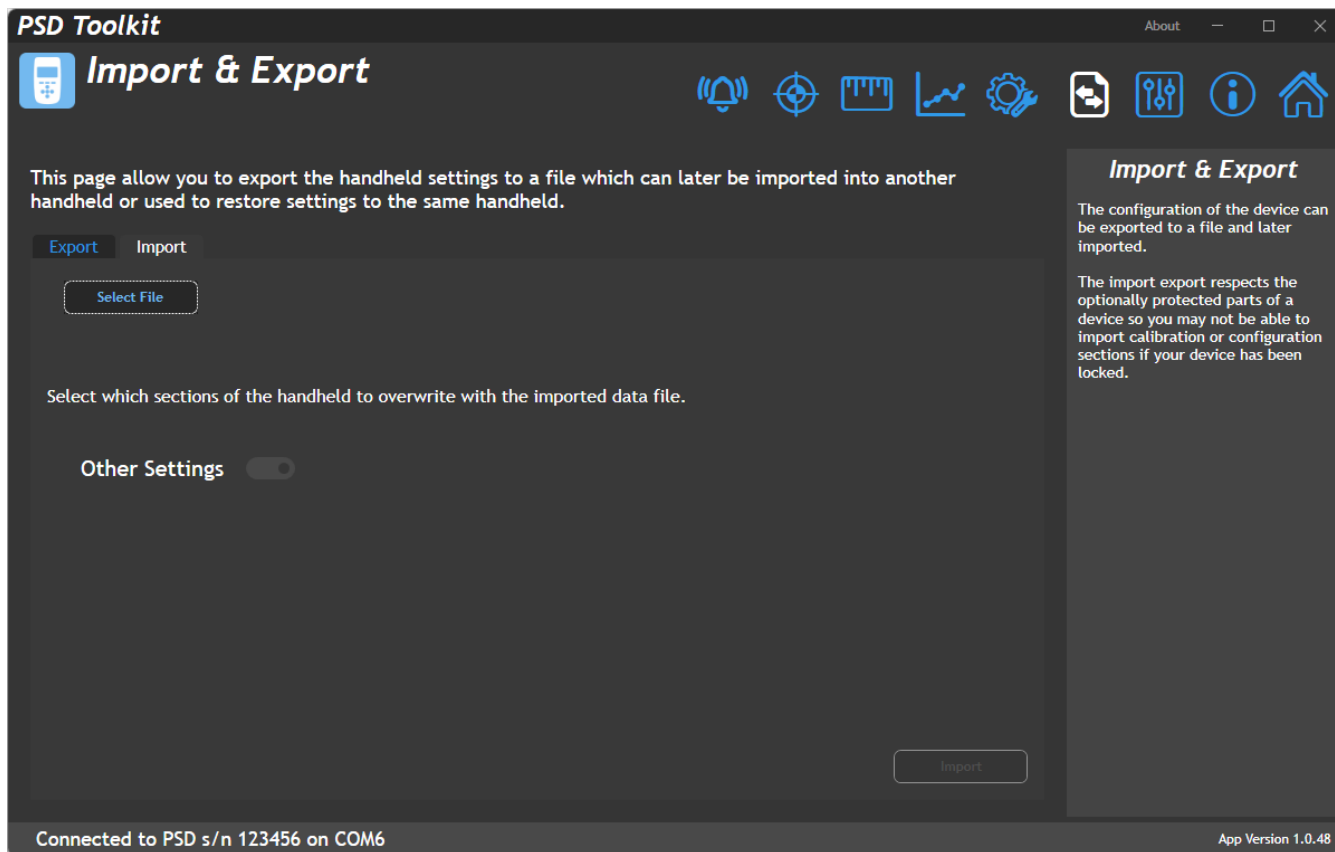 PSD Toolkit
About
Import & Export
This page allow you to export the handheld settings to a file which can later be imported into another
handheld or used to restore settings to the same handheld.
Export Import
Select File
Select which sections of the handheld to overwrite with the imported data file.
Other Settings
Import
Import & Export
The configuration of the device can
be exported to a file and later
imported.
The import export respects the
optionally protected parts of a
device so you may not be able to
import calibration or configuration
sections if your device has been
locked.
Connected to PSD s/n 123456 on COM6
App Version 1.0.48